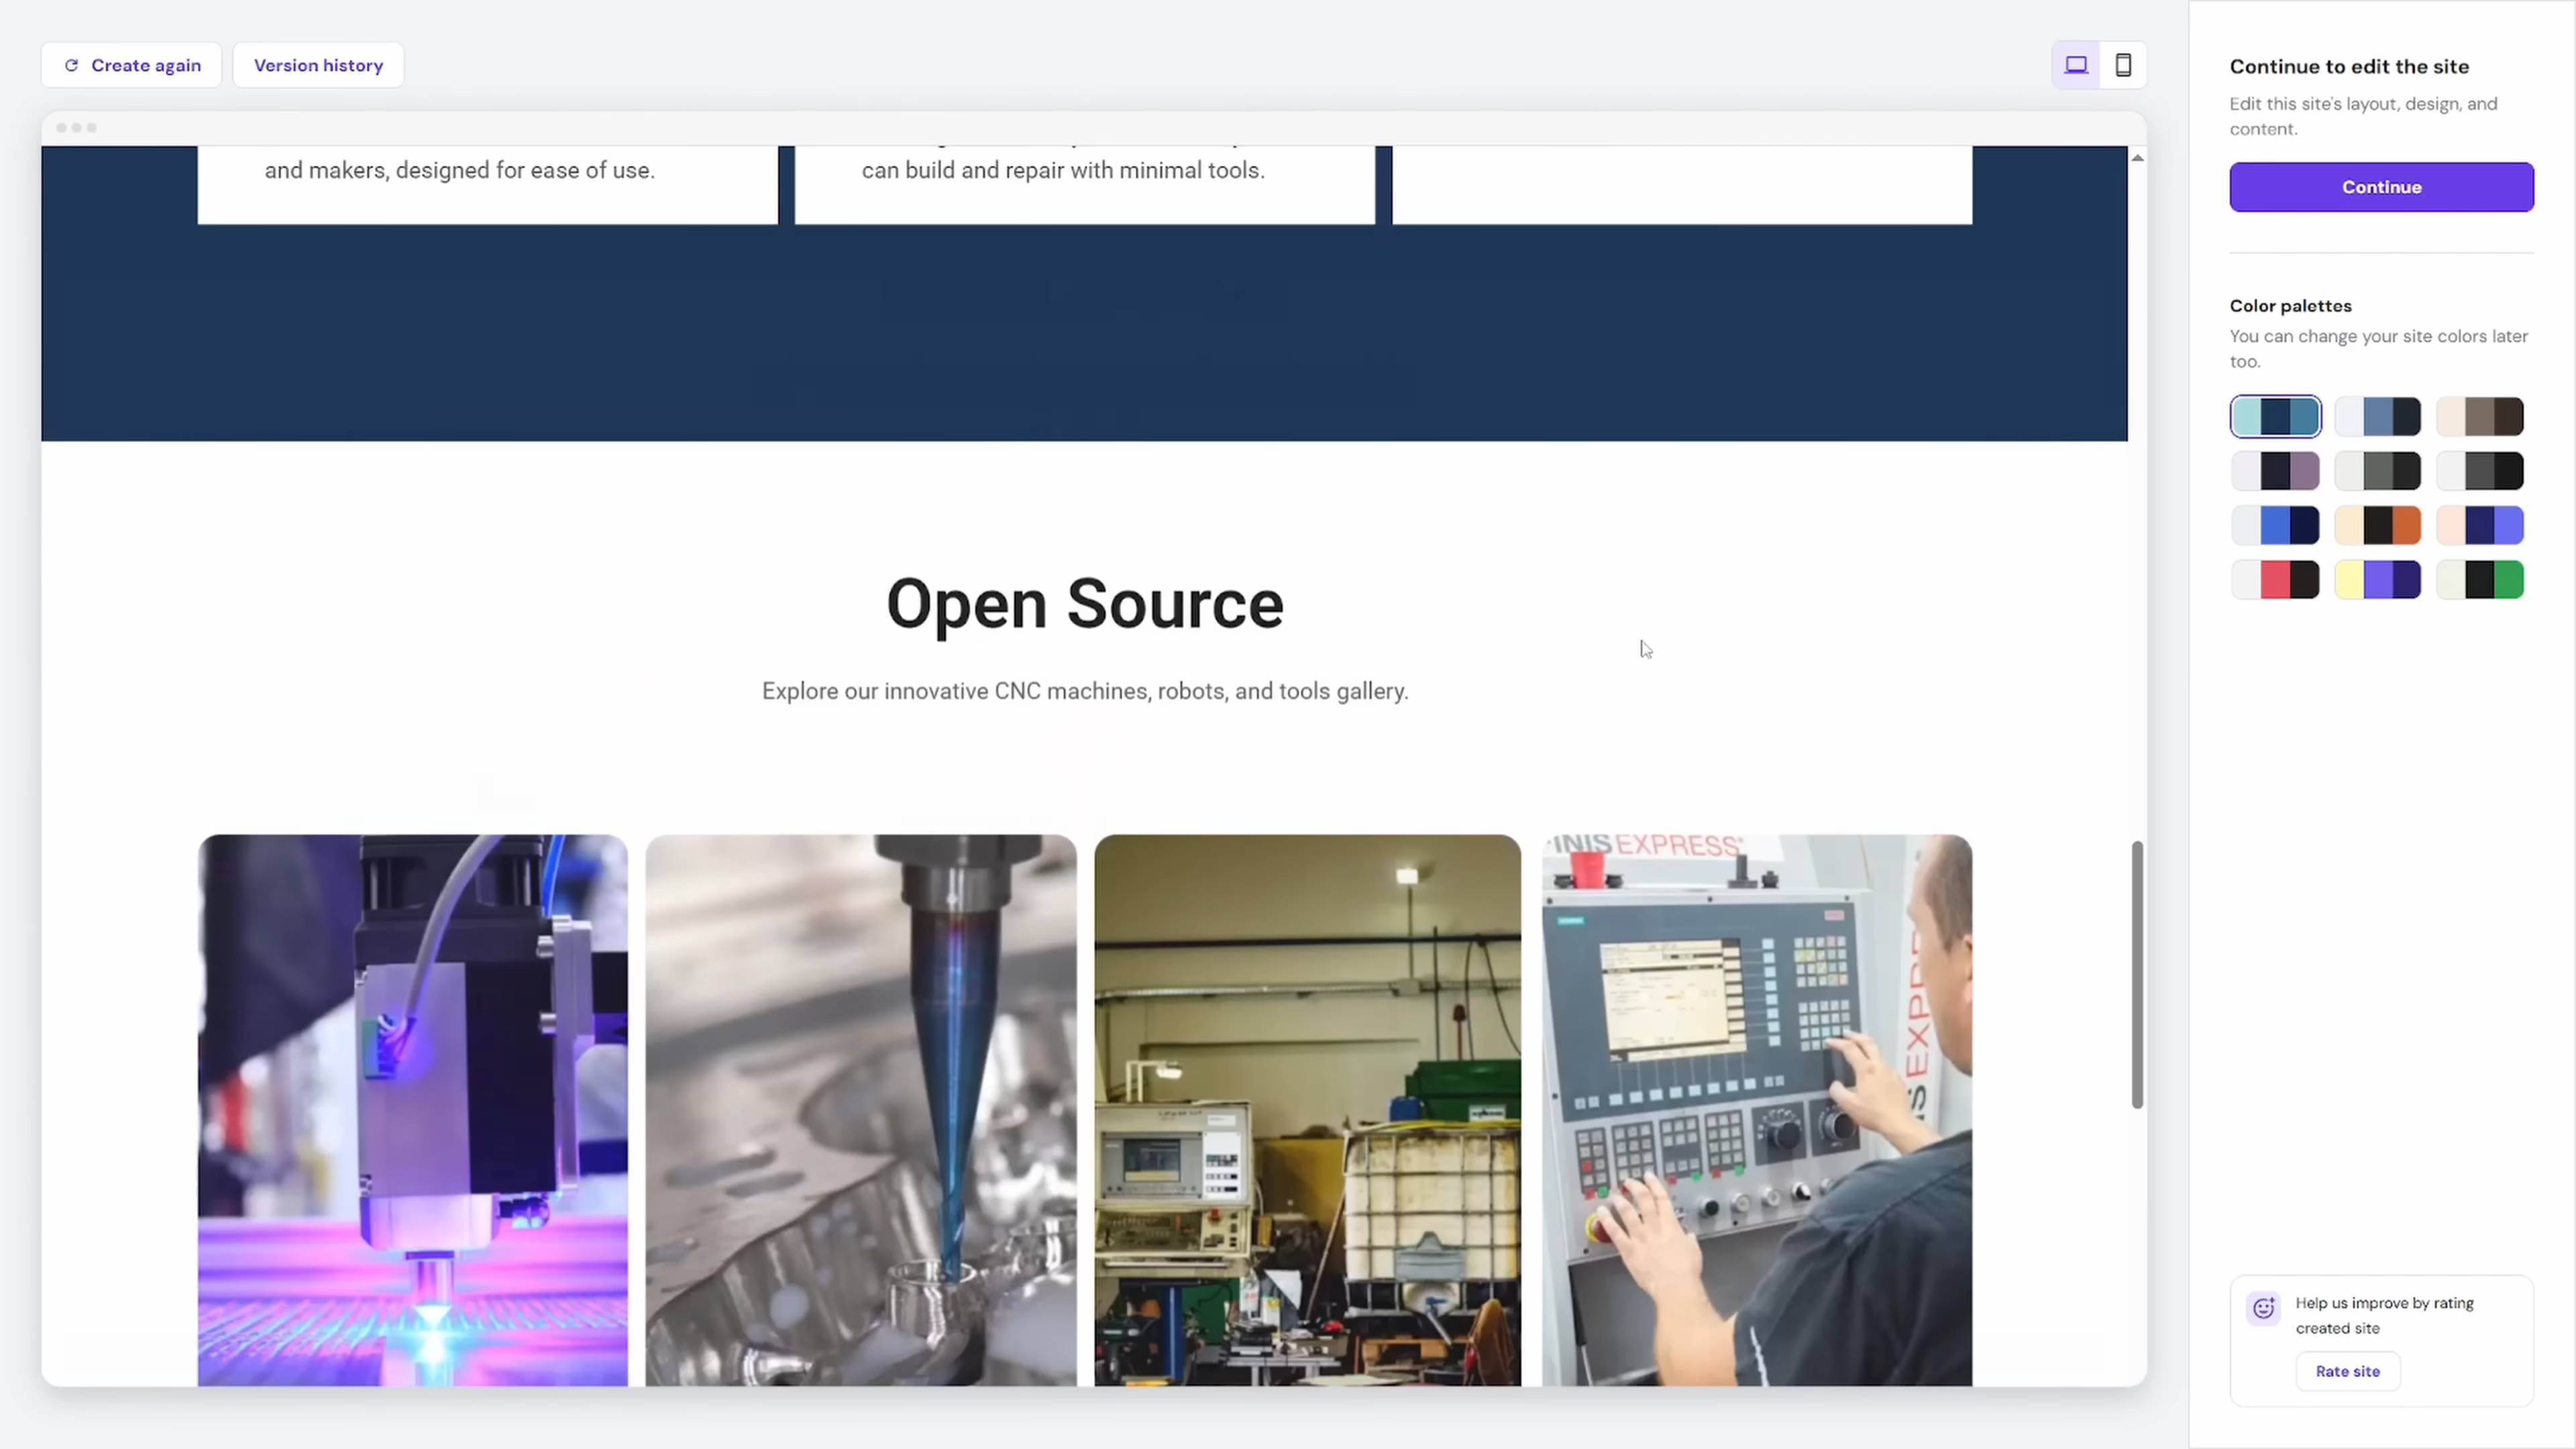 Create again
Version history
Continue to edit the site
Edit this site's layout, design, and
content.
Continue
Color palettes
You can change your site colors later
too.
and makers, designed for ease of use.
can build and repair with minimal tools.
Open Source
Explore our innovative CNC machines, robots, and tools gallery.
INIS EXPRESS
Help us improve by rating
created site
Rate site